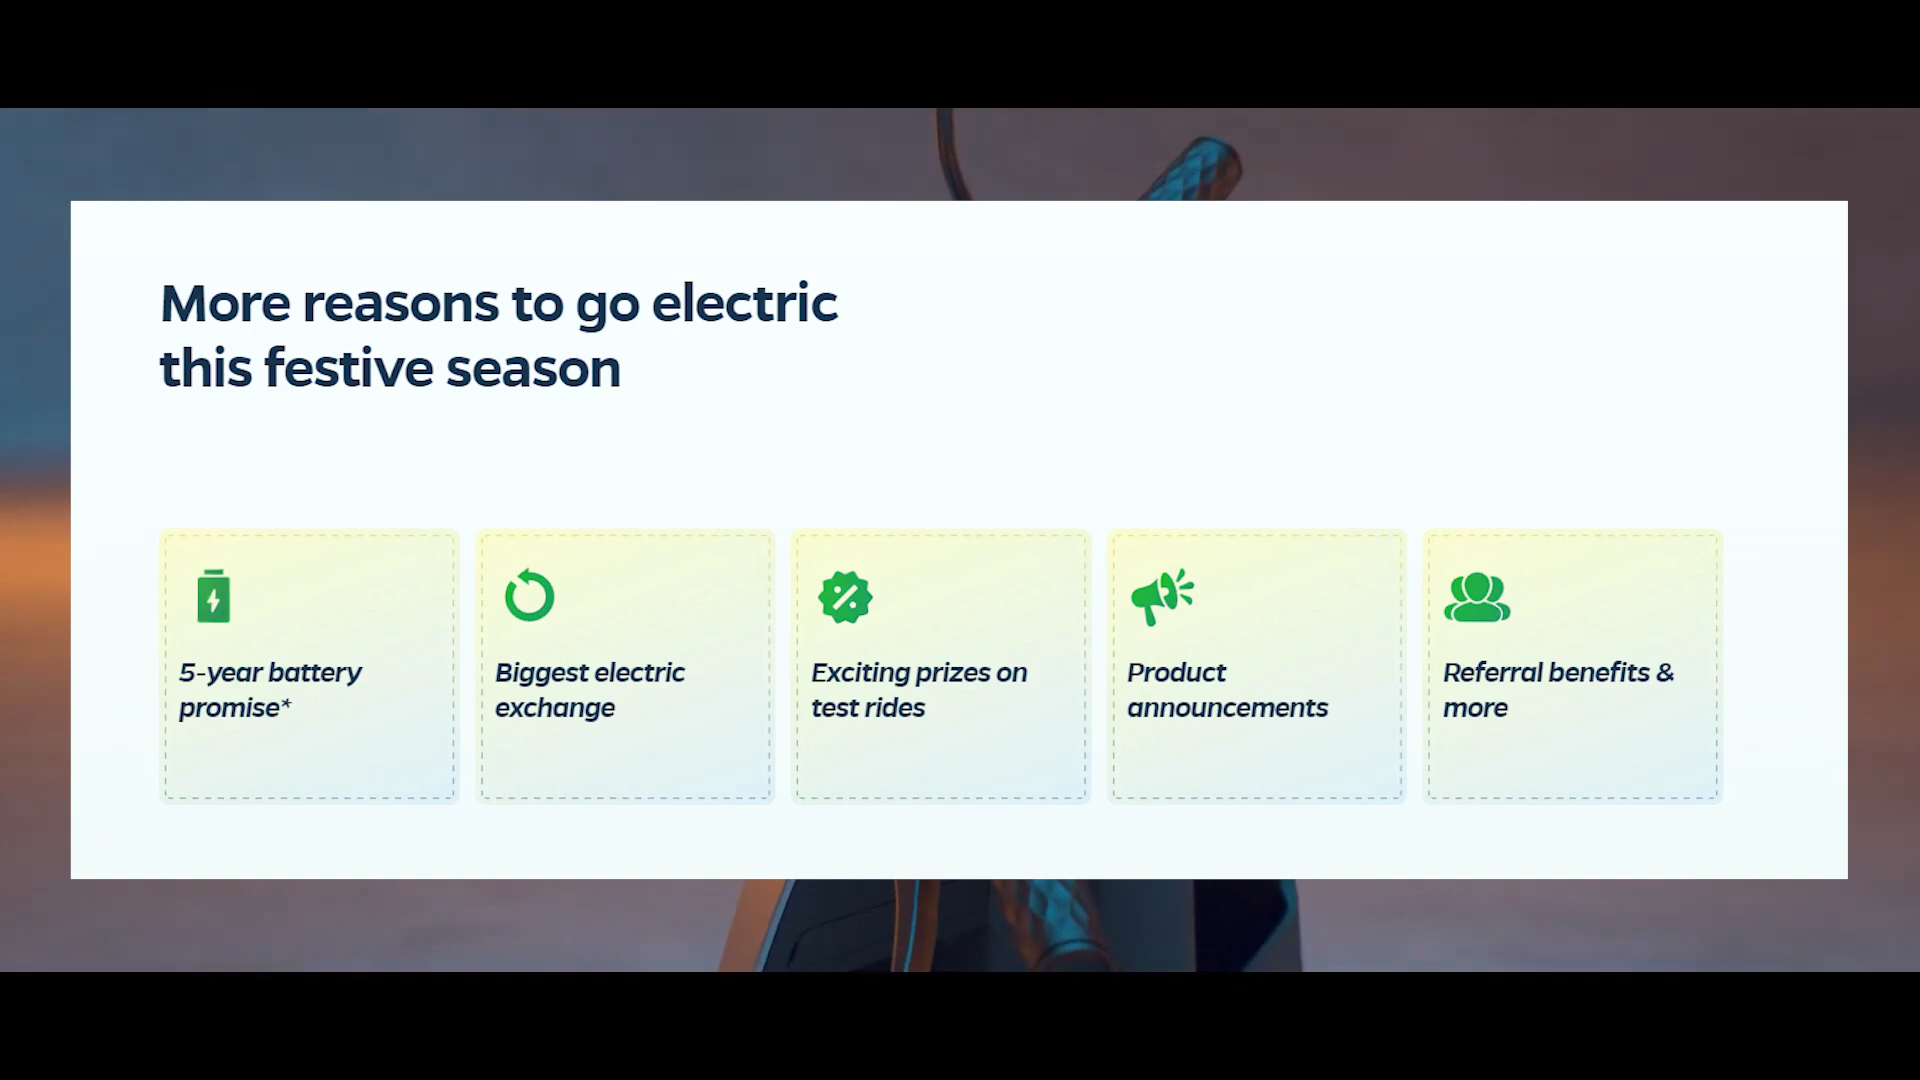 More reasons to go electric
this festive season
5-year battery
promise*
Biggest electric
exchange
Exciting prizes on
test rides
Product
announcements
Referral benefits &
more